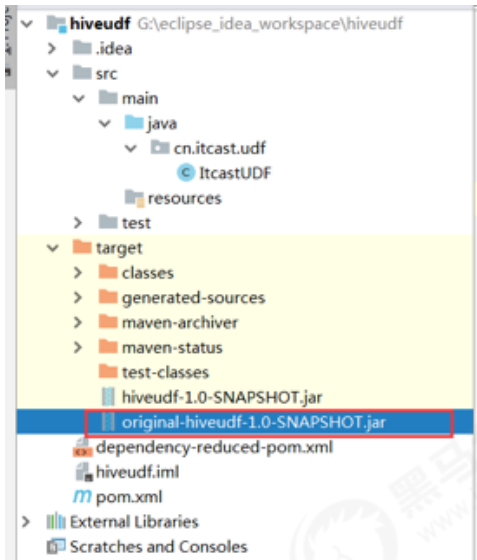 hiveudf G:\eclipse_idea_workspace\hiveudf
.idea
src
main
java
cn.itcast.udf
ItcastUDF
resources
test
target
classes
generated-sources
maven-archiver
maven-status
test-classes
hiveudf-1.0-SNAPSHOT.jar
original-hiveudf-1.0-SNAPSHOT.jar
dependency-reduced-pom.xml
hiveudf.iml
pom.xml
External Libraries
Scratches and Consoles